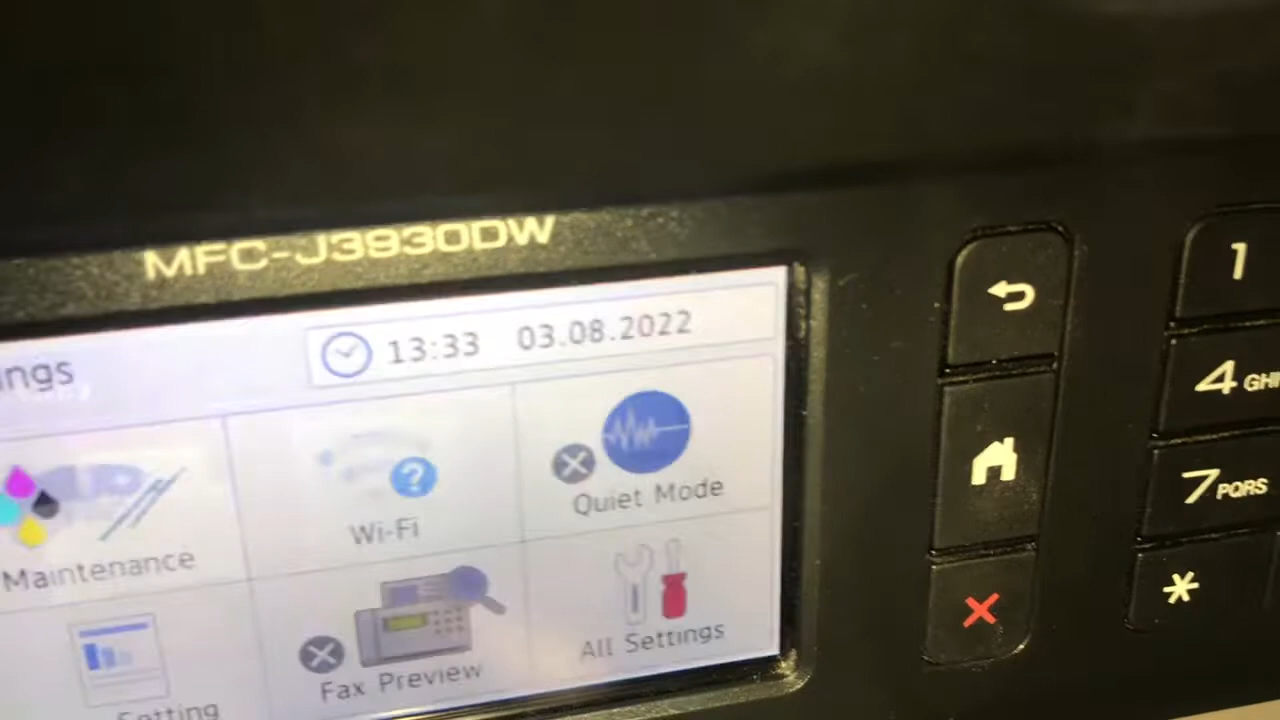 MFC-J3930DW
ings
13:33 03.08.2022
Maintenance
Wi-Fi
?
Quiet Mode
Setting
Fax Preview
All Settings
1
4 GHI
7 PQRS
*